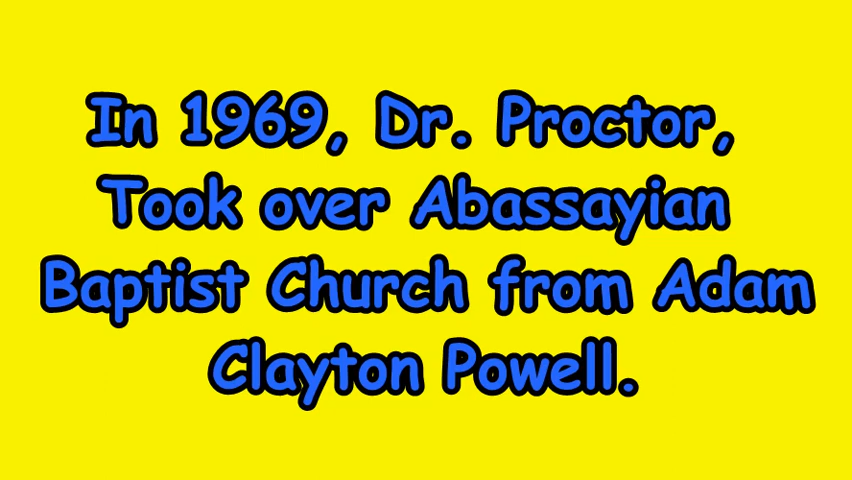 In 1969, Dr. Proctor,
Took over Abassayian
Baptist Church from Adam
Clayton Powell.